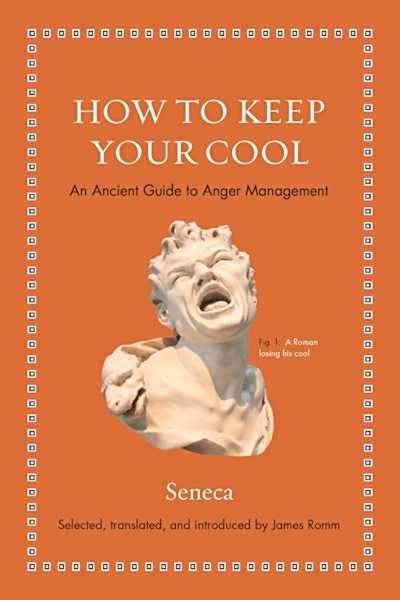 HOW TO KEEP
YOUR COOL
An Ancient Guide to Anger Management
Fig. 1. A Roman
losing his cool
Seneca
Selected, translated, and introduced by James Romm